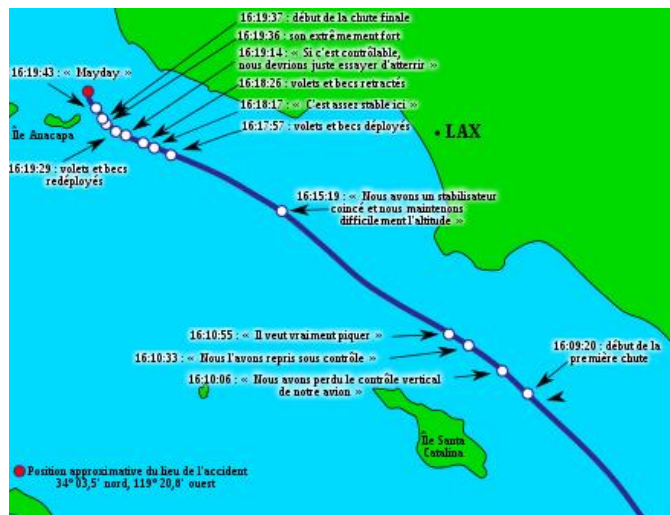 16:19:37 : début de la chute finale
16:19:36 : son extrêmement fort
16:19:14 : « Si c'est contrôlable,
nous devrions juste essayer d'atterrir »
16:19:43 : « Mayday »
16:18:26 : volets et becs retractés
16:18:17 : « C'est assez stable ici »
16:17:57 : volets et becs déployés
Île Anacapa
LAX
16:19:29 : volets et becs
redéployés
16:15:19 : « Nous avons un stabilisateur
coincé et nous maintenons
difficilement l'altitude »
16:10:55 : « Il veut vraiment piquer »
16:09:20 : début de la
première chute
16:10:33 : « Nous l'avons repris sous contrôle »
16:10:06 : « Nous avons perdu le contrôle vertical
de notre avion »
Île Santa
Catalina
Position approximative du lieu de l'accident
34° 03,5' nord, 119° 20,8' ouest